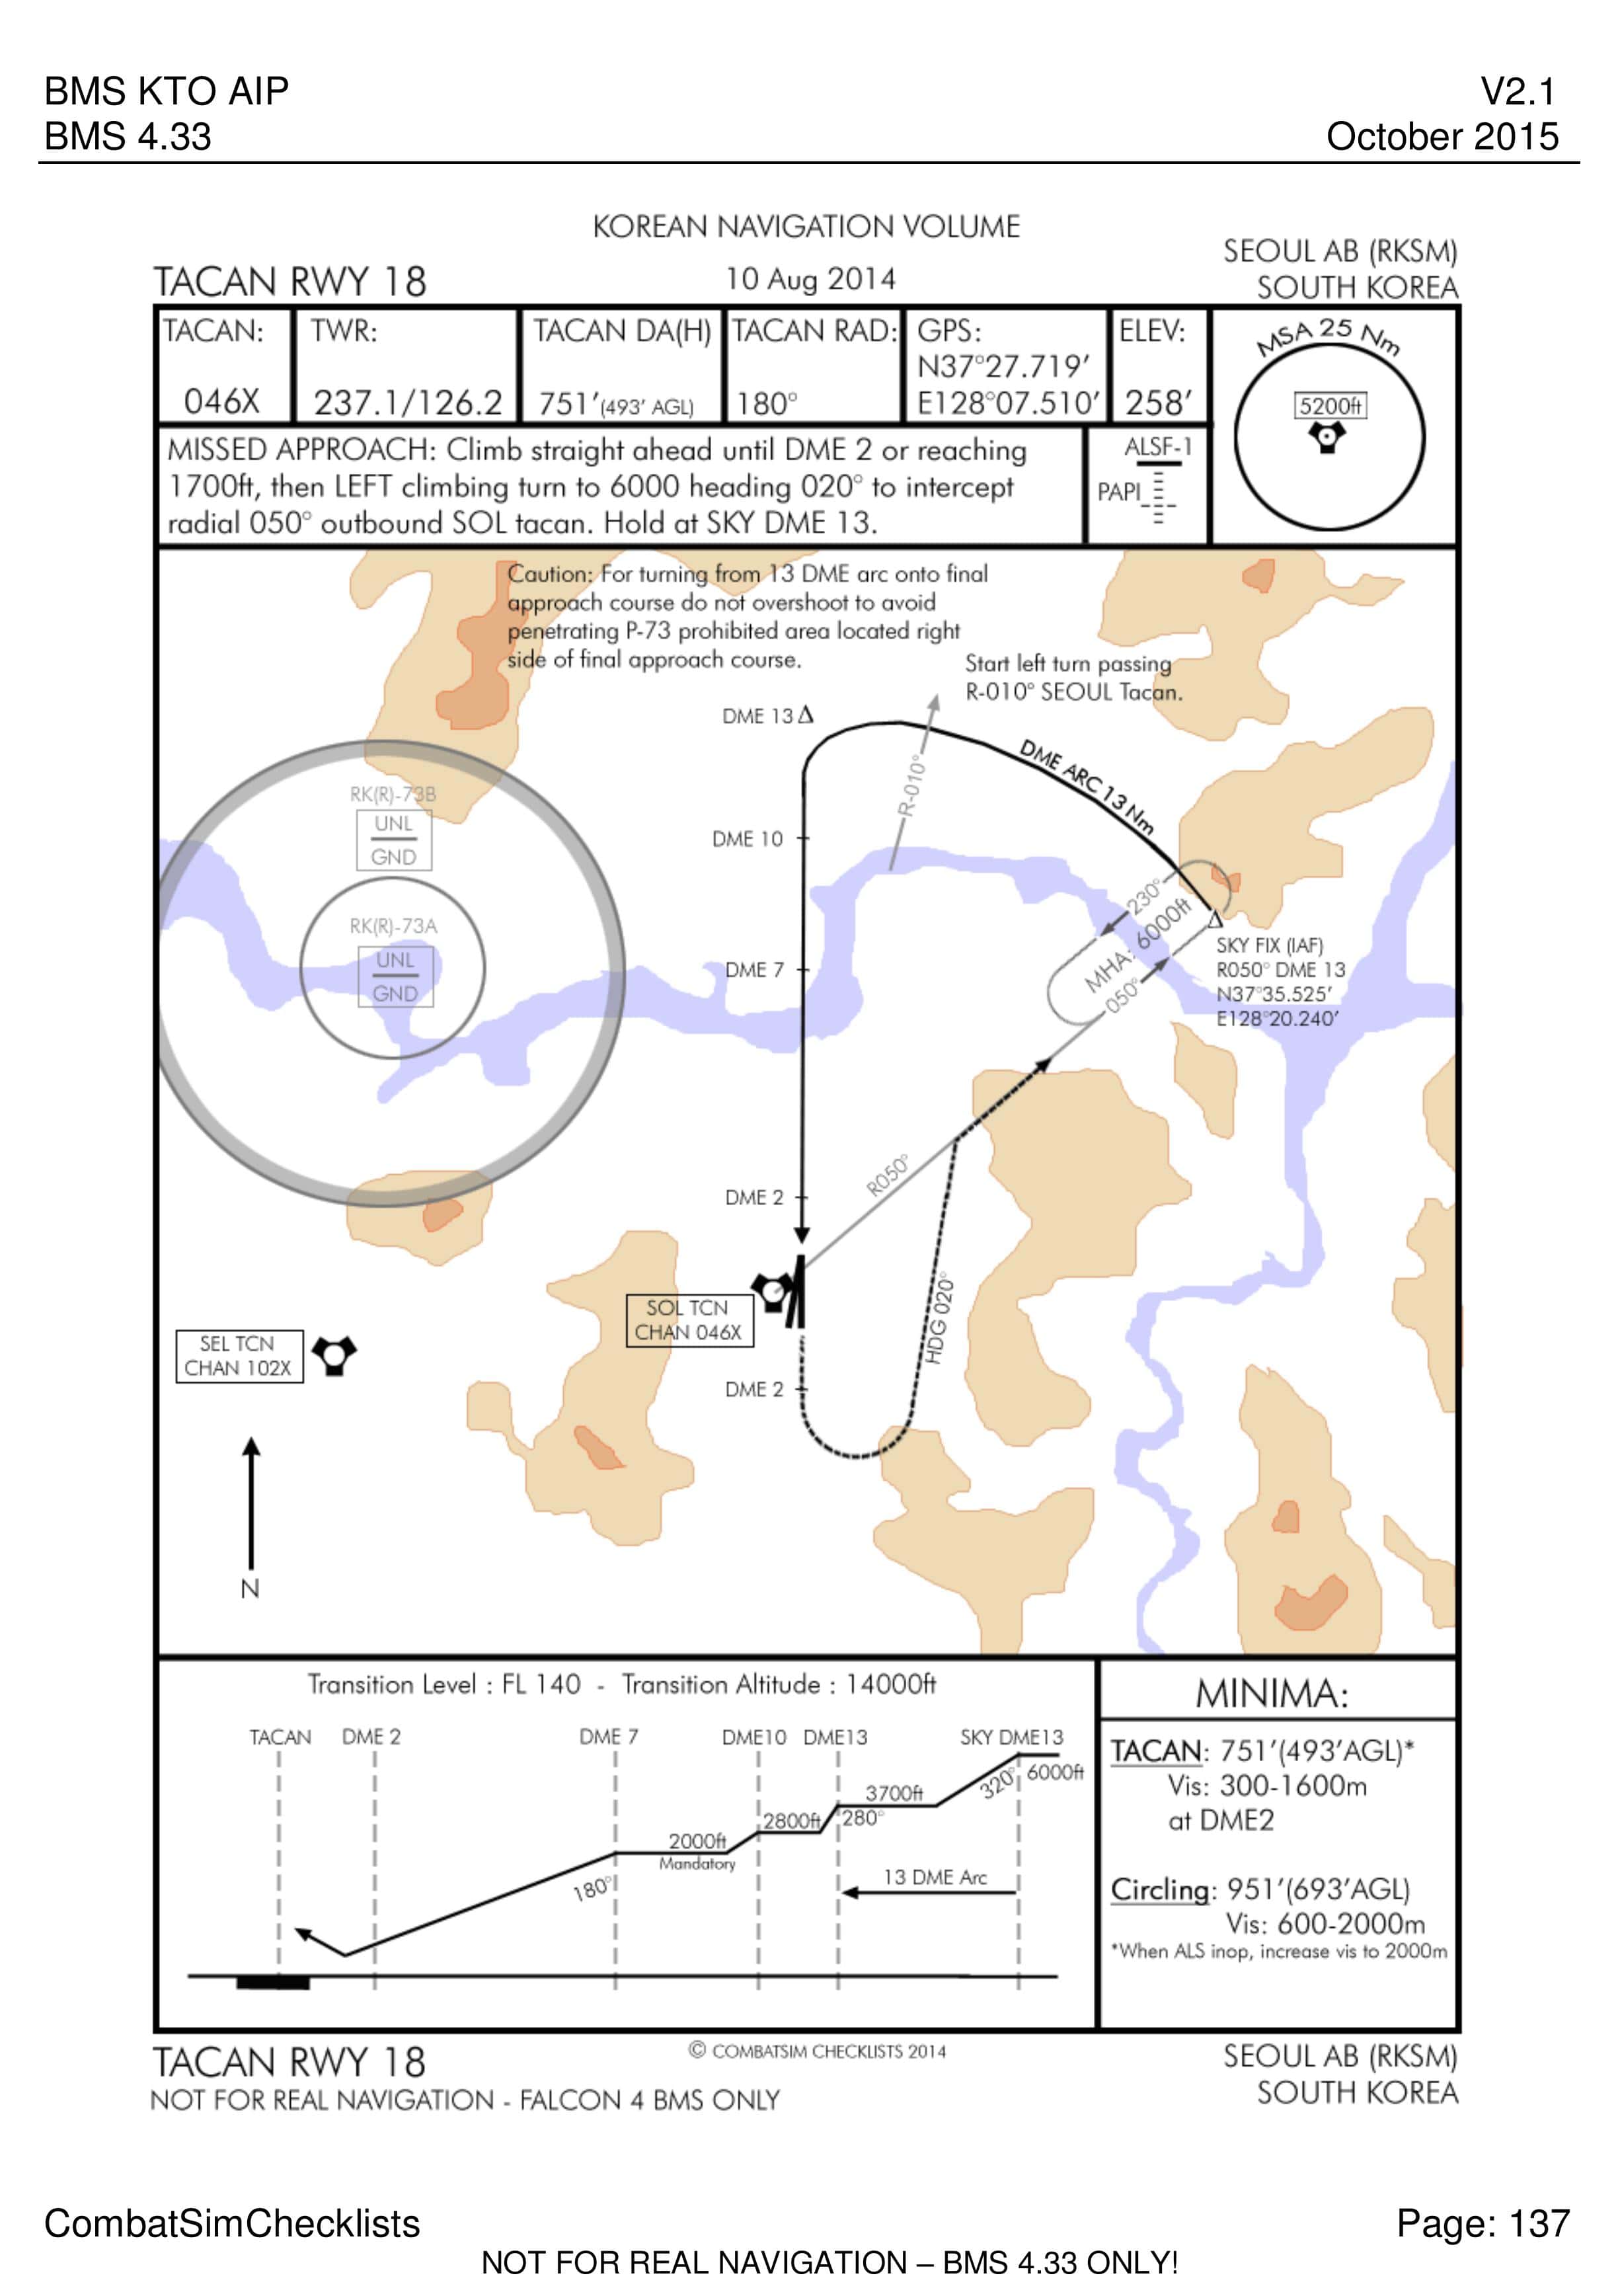 BMS KTO AIP
V2.1
BMS 4.33
October 2015
KOREAN NAVIGATION VOLUME
TACAN RWY 18
10 Aug 2014
SEOUL AB (RKSM)
SOUTH KOREA
TACAN:
046X
TWR:
237.1/126.2
TACAN DA(H)
751'(493' AGL)
TACAN RAD:
180°
GPS:
N37°27.719'
E128°07.510'
ELEV:
258'
MSA 25 Nm
5200ft
MISSED APPROACH: Climb straight ahead until DME 2 or reaching
1700ft, then LEFT climbing turn to 6000 heading 020° to intercept
radial 050° outbound SOL tacan. Hold at SKY DME 13.
ALSF-1
PAPI
Caution: For turning from 13 DME arc onto final
approach course do not overshoot to avoid
penetrating P-73 prohibited area located right
side of final approach course.
Start left turn passing
R-010° SEOUL Tacan.
DME 13
DME ARC 13 Nm
R-010°
RK(R)-73B
UNL
GND
DME 10
230°
MHA: 6000ft
050°
RK(R)-73A
UNL
GND
DME 7
SKY FIX (IAF)
R050° DME 13
N37°35.525'
E128°20.240'
R050°
DME 2
HDG 020°
SOL TCN
CHAN 046X
SEL TCN
CHAN 102X
DME 2
N
Transition Level : FL 140 - Transition Altitude : 14000ft
TACAN DME 2 DME 7 DME10 DME13 SKY DME13
320°
6000ft
3700ft
280°
2800ft
2000ft
Mandatory
180°
13 DME Arc
MINIMA:
TACAN: 751'(493'AGL)*
Vis: 300-1600m
at DME2
Circling: 951'(693'AGL)
Vis: 600-2000m
*When ALS inop, increase vis to 2000m
TACAN RWY 18
© COMBATSIM CHECKLISTS 2014
SEOUL AB (RKSM)
NOT FOR REAL NAVIGATION - FALCON 4 BMS ONLY
SOUTH KOREA
CombatSimChecklists
Page: 137
NOT FOR REAL NAVIGATION – BMS 4.33 ONLY!